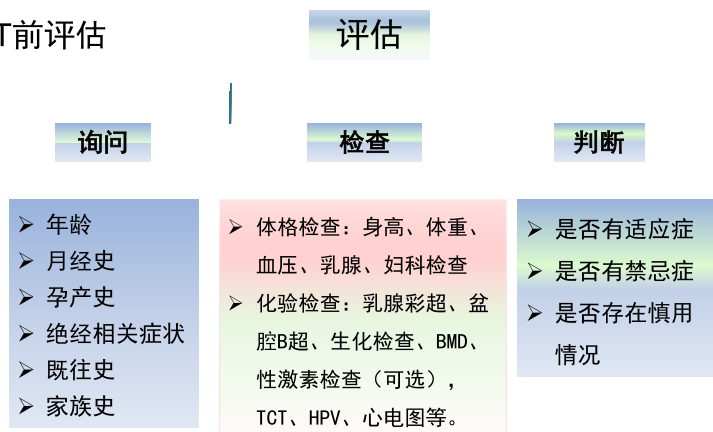 T前评估
评估
询问
检查
判断
年龄
月经史
孕产史
绝经相关症状
既往史
家族史
体格检查：身高、体重、
血压、乳腺、妇科检查
化验检查：乳腺彩超、盆
腔B超、生化检查、BMD、
性激素检查（可选），
TCT、HPV、心电图等。
是否有适应症
是否有禁忌症
是否存在慎用
情况